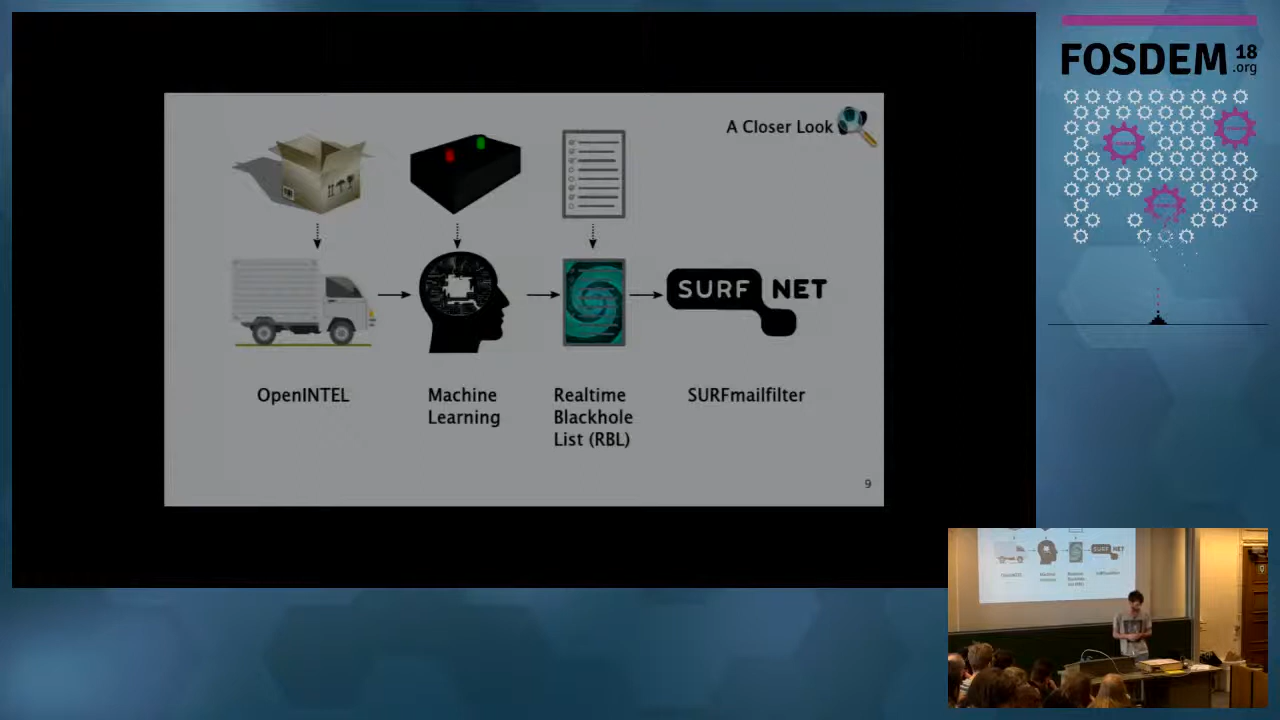 FOSDEM 18
.org
A Closer Look
SURF NET
OpenINTEL
Machine
Learning
Realtime
Blackhole
List (RBL)
SURFmailfilter
9